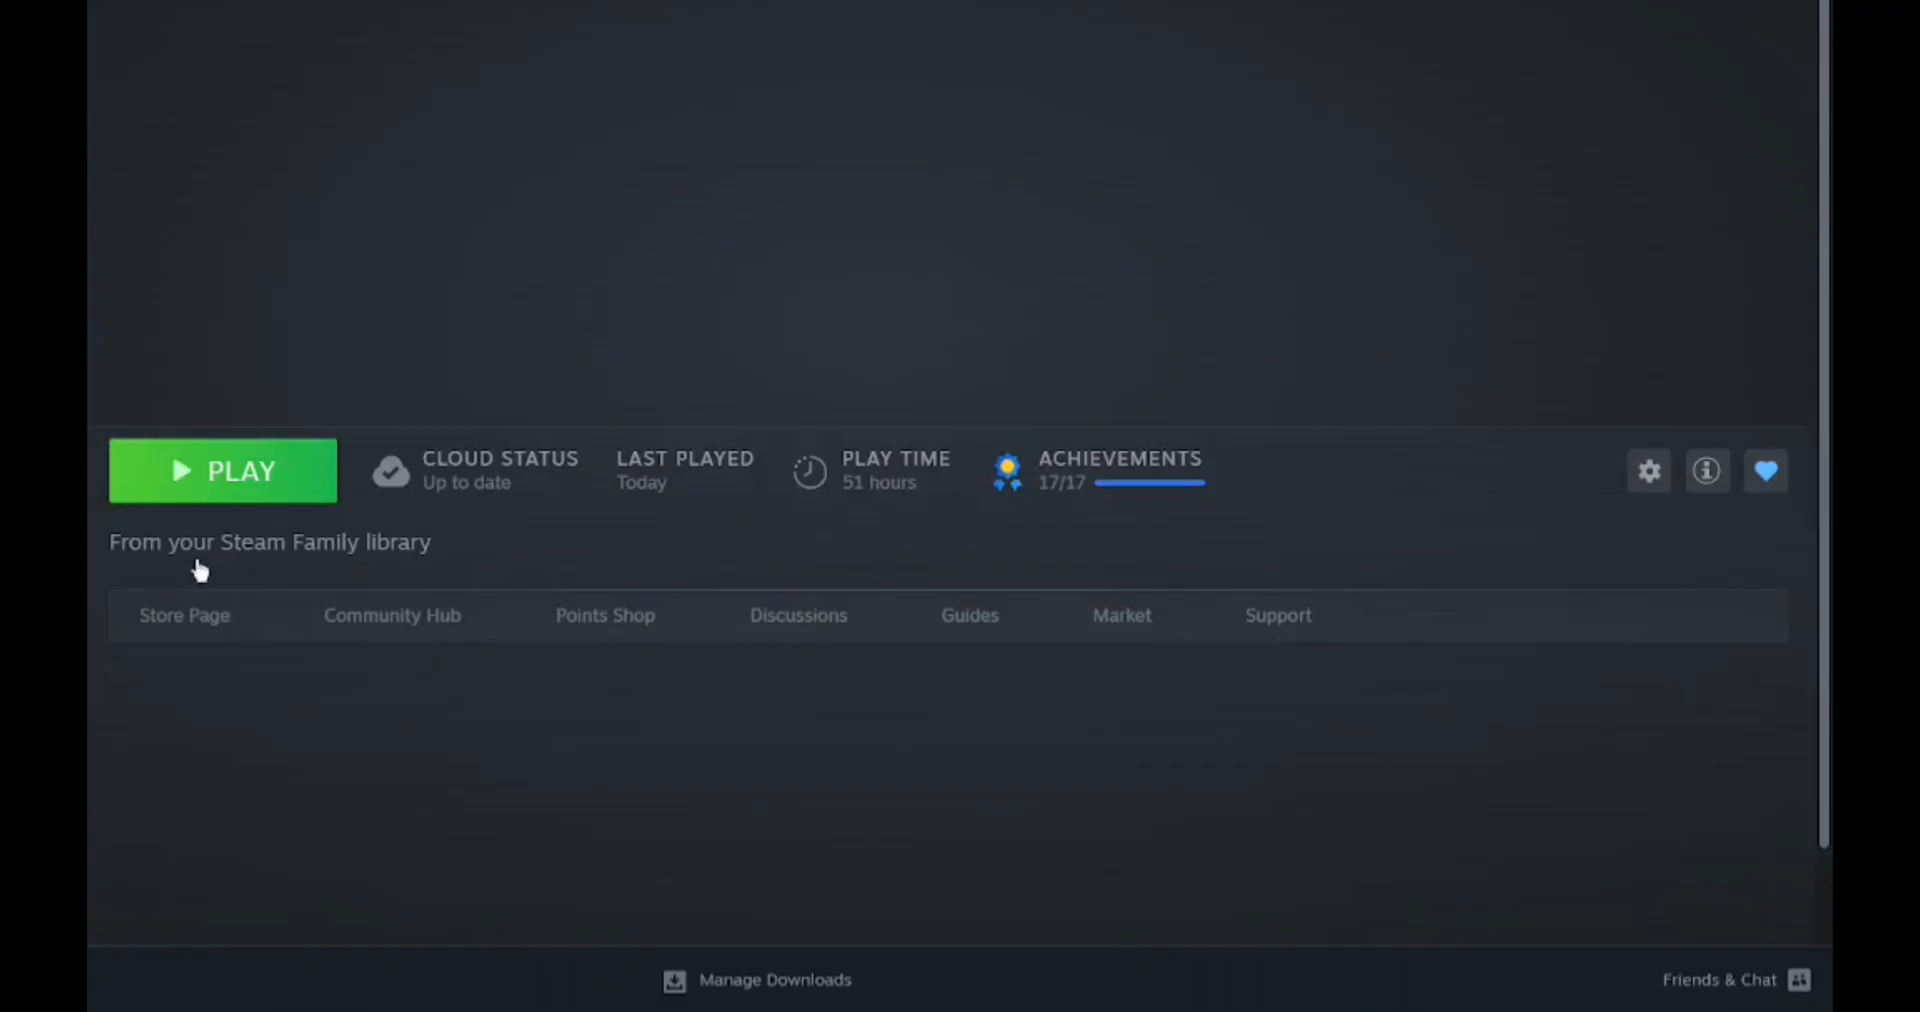 PLAY
CLOUD STATUS
Up to date
LAST PLAYED
Today
PLAY TIME
51 hours
ACHIEVEMENTS
17/17
From your Steam Family library
Store Page
Community Hub
Points Shop
Discussions
Guides
Market
Support
Manage Downloads
Friends & Chat